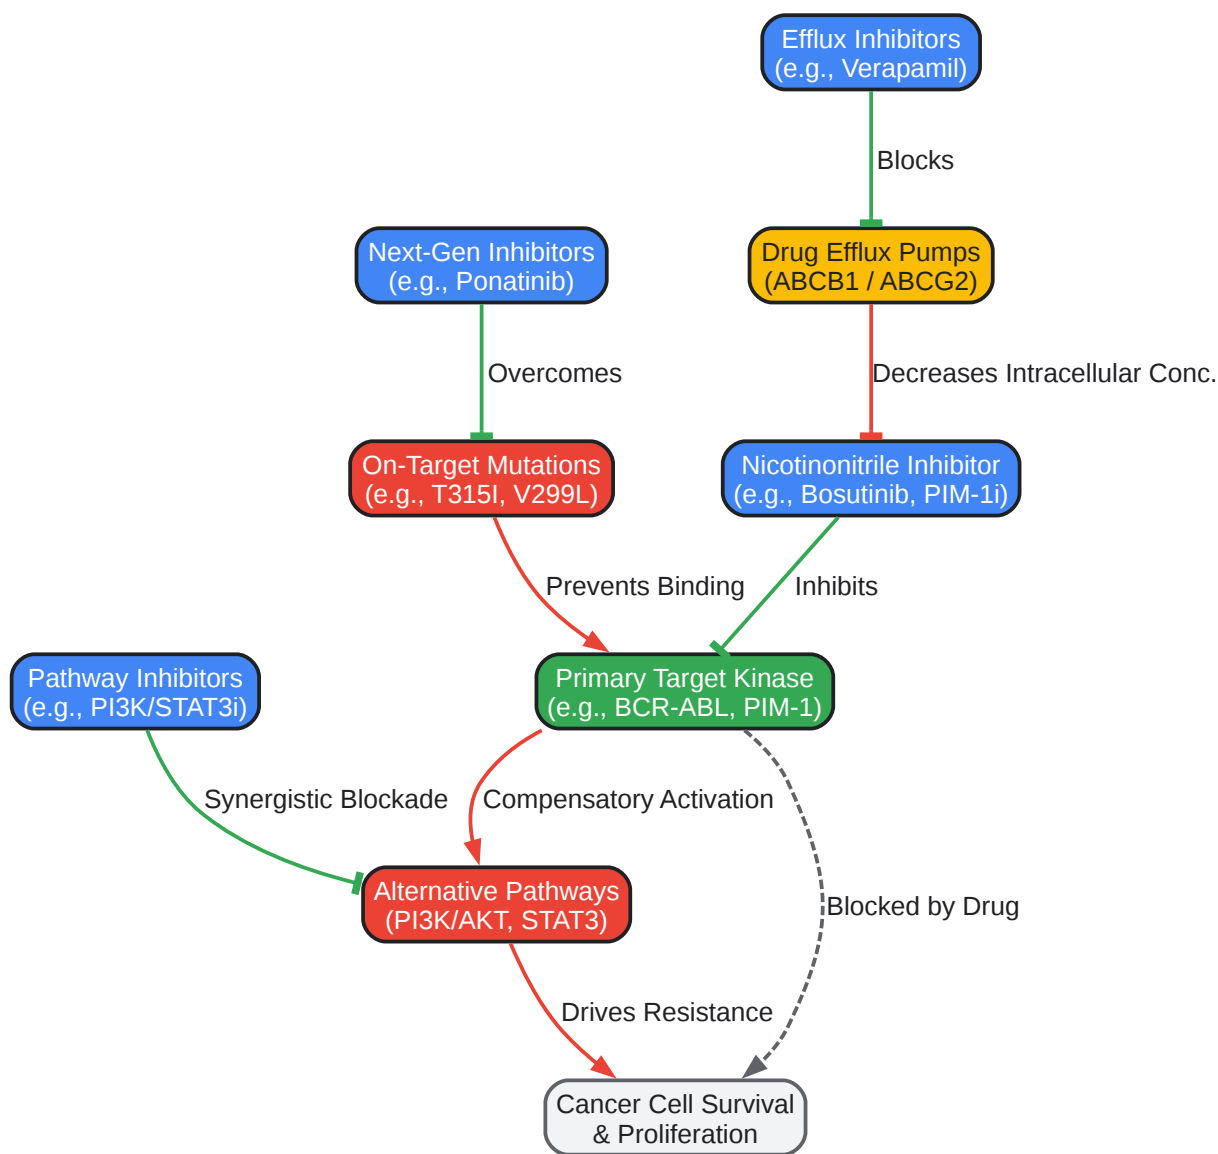 Efflux Inhibitors
(e.g., Verapamil)
Blocks
Next-Gen Inhibitors
(e.g., Ponatinib)
Drug Efflux Pumps
(ABCB1 / ABCG2)
Overcomes
Decreases Intracellular Conc.
On-Target Mutations
(e.g., T315I, V299L)
Nicotinonitrile Inhibitor
(e.g., Bosutinib, PIM-1i)
Prevents Binding
Inhibits
Pathway Inhibitors
(e.g., PI3K/STAT3i)
Primary Target Kinase
(e.g., BCR-ABL, PIM-1)
Synergistic Blockade
Compensatory Activation
Alternative Pathways
(PI3K/AKT, STAT3)
Blocked by Drug
Drives Resistance
Cancer Cell Survival
& Proliferation